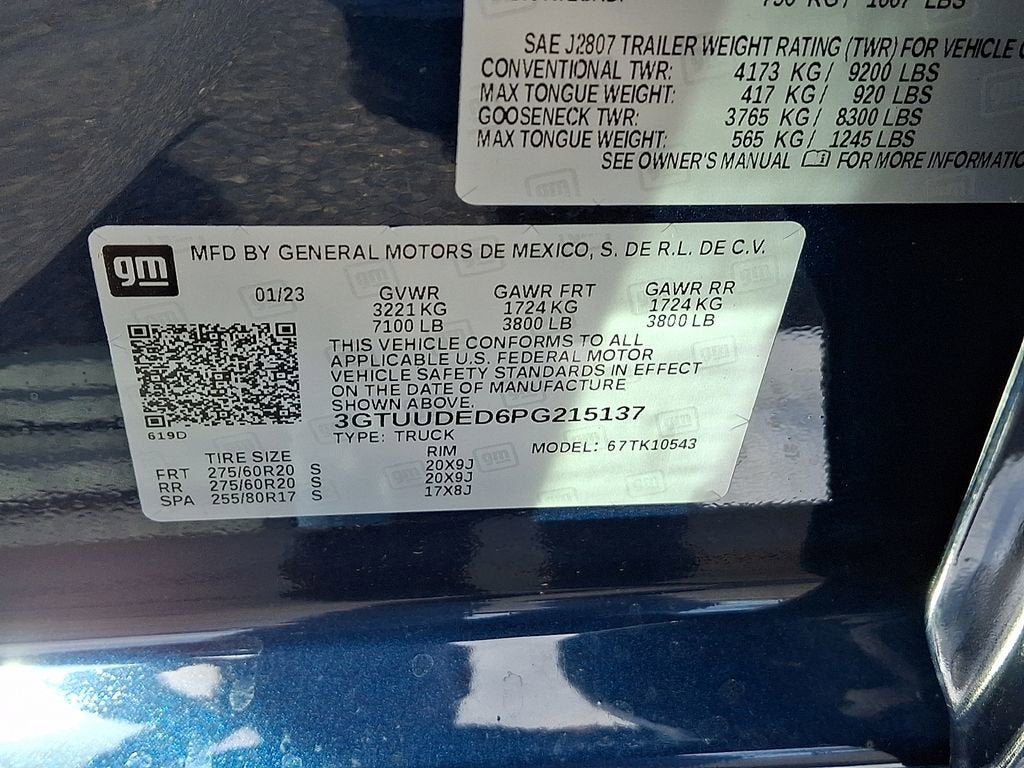 750 KG / 1667 LBS
SAE J2807 TRAILER WEIGHT RATING (TWR) FOR VEHICLE
CONVENTIONAL TWR: 4173 KG / 9200 LBS
MAX TONGUE WEIGHT: 417 KG / 920 LBS
GOOSENECK TWR: 3765 KG / 8300 LBS
MAX TONGUE WEIGHT: 565 KG / 1245 LBS
SEE OWNER'S MANUAL FOR MORE INFORMATIO
gm MFD BY GENERAL MOTORS DE MEXICO, S. DE R.L. DE C.V.
01/23 GVWR GAWR FRT GAWR RR
3221 KG 1724 KG 1724 KG
7100 LB 3800 LB 3800 LB
THIS VEHICLE CONFORMS TO ALL
APPLICABLE U.S. FEDERAL MOTOR
VEHICLE SAFETY STANDARDS IN EFFECT
ON THE DATE OF MANUFACTURE
SHOWN ABOVE.
3GTUUDED6PG215137
619D
TYPE: TRUCK MODEL: 67TK10543
TIRE SIZE RIM
FRT 275/60R20 S 20X9J
RR 275/60R20 S 20X9J
SPA 255/80R17 S 17X8J